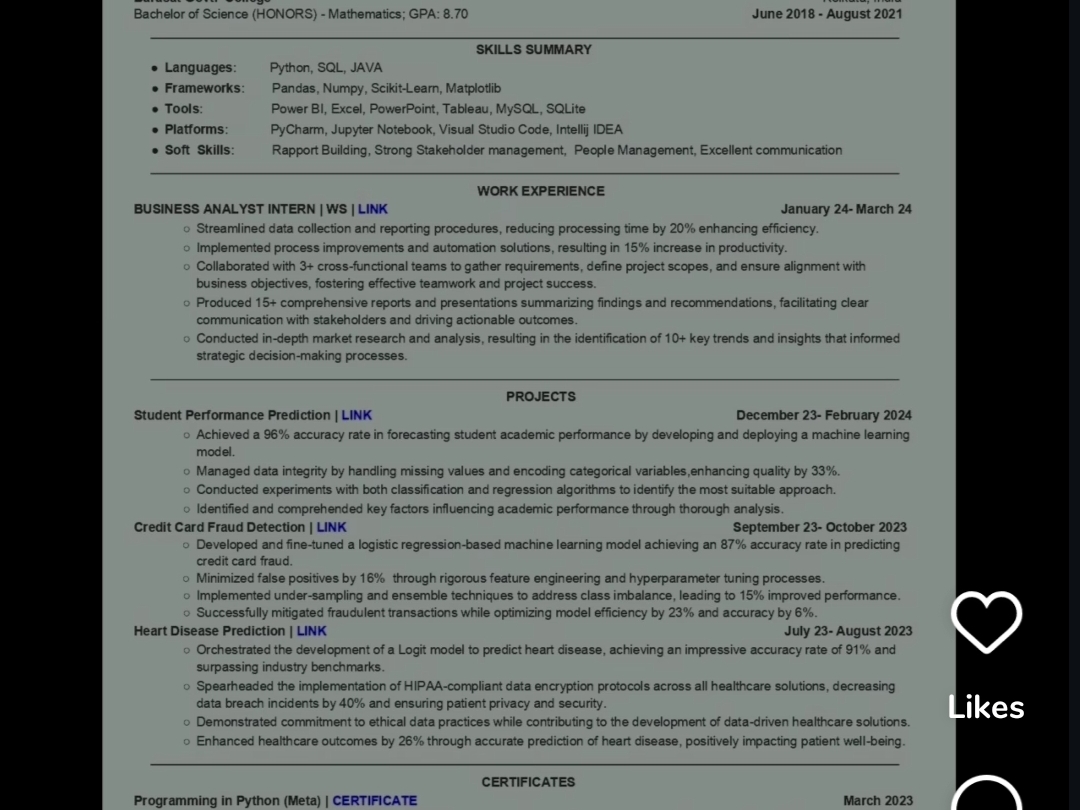 Bachelor of Science (HONORS) - Mathematics; GPA: 8.70 June 2018 - August 2021
SKILLS SUMMARY
● Languages: Python, SQL, JAVA
● Frameworks: Pandas, Numpy, Scikit-Learn, Matplotlib
● Tools: Power BI, Excel, PowerPoint, Tableau, MySQL, SQLite
● Platforms: PyCharm, Jupyter Notebook, Visual Studio Code, Intellij IDEA
● Soft Skills: Rapport Building, Strong Stakeholder management, People Management, Excellent communication
WORK EXPERIENCE
BUSINESS ANALYST INTERN | WS | LINK January 24- March 24
○ Streamlined data collection and reporting procedures, reducing processing time by 20% enhancing efficiency.
○ Implemented process improvements and automation solutions, resulting in 15% increase in productivity.
○ Collaborated with 3+ cross-functional teams to gather requirements, define project scopes, and ensure alignment with
business objectives, fostering effective teamwork and project success.
○ Produced 15+ comprehensive reports and presentations summarizing findings and recommendations, facilitating clear
communication with stakeholders and driving actionable outcomes.
○ Conducted in-depth market research and analysis, resulting in the identification of 10+ key trends and insights that informed
strategic decision-making processes.
PROJECTS
Student Performance Prediction | LINK December 23- February 2024
○ Achieved a 96% accuracy rate in forecasting student academic performance by developing and deploying a machine learning
model.
○ Managed data integrity by handling missing values and encoding categorical variables,enhancing quality by 33%.
○ Conducted experiments with both classification and regression algorithms to identify the most suitable approach.
○ Identified and comprehended key factors influencing academic performance through thorough analysis.
Credit Card Fraud Detection | LINK September 23- October 2023
○ Developed and fine-tuned a logistic regression-based machine learning model achieving an 87% accuracy rate in predicting
credit card fraud.
○ Minimized false positives by 16% through rigorous feature engineering and hyperparameter tuning processes.
○ Implemented under-sampling and ensemble techniques to address class imbalance, leading to 15% improved performance.
○ Successfully mitigated fraudulent transactions while optimizing model efficiency by 23% and accuracy by 6%.
Heart Disease Prediction | LINK July 23- August 2023
○ Orchestrated the development of a Logit model to predict heart disease, achieving an impressive accuracy rate of 91% and
surpassing industry benchmarks.
○ Spearheaded the implementation of HIPAA-compliant data encryption protocols across all healthcare solutions, decreasing
data breach incidents by 40% and ensuring patient privacy and security.
○ Demonstrated commitment to ethical data practices while contributing to the development of data-driven healthcare solutions.
○ Enhanced healthcare outcomes by 26% through accurate prediction of heart disease, positively impacting patient well-being.
Likes
CERTIFICATES
Programming in Python (Meta) | CERTIFICATE March 2023